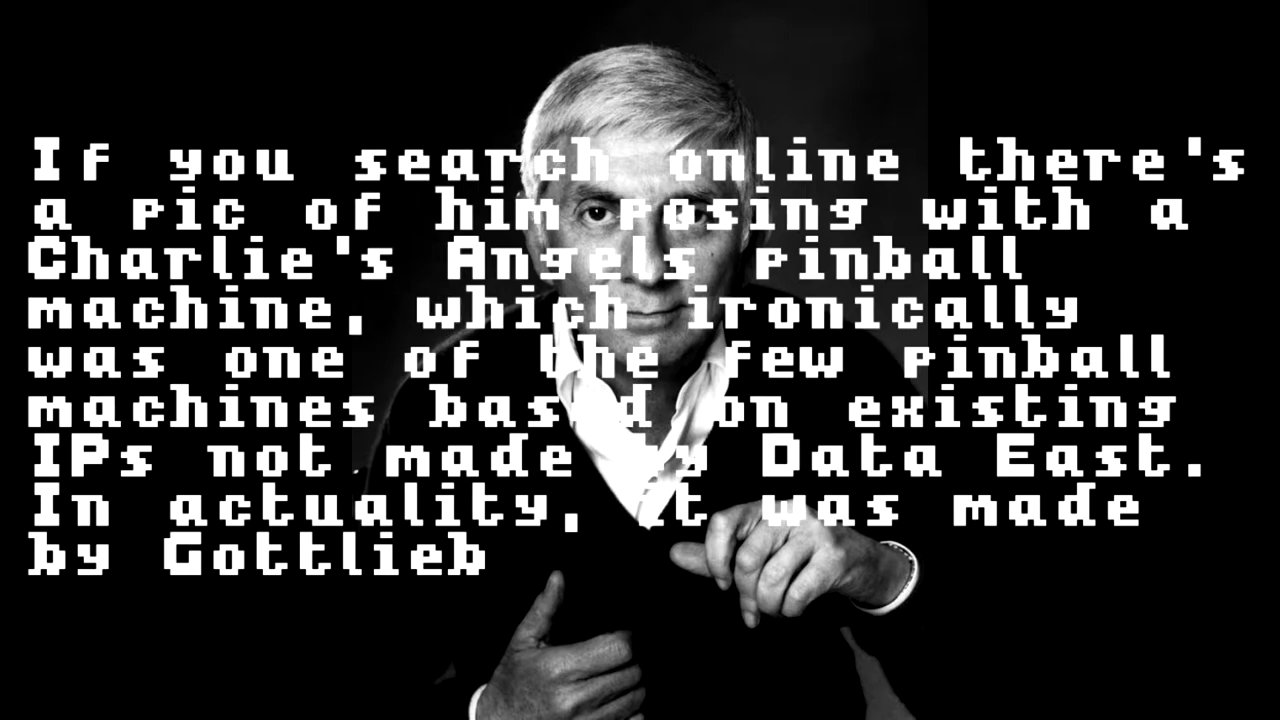 If you search online there's
a pic of him posing with a
Charlie's Angels pinball
machine, which ironically
was one of the few pinball
machines based on existing
IPs not made by Data East.
In actuality, it was made
by Gottlieb